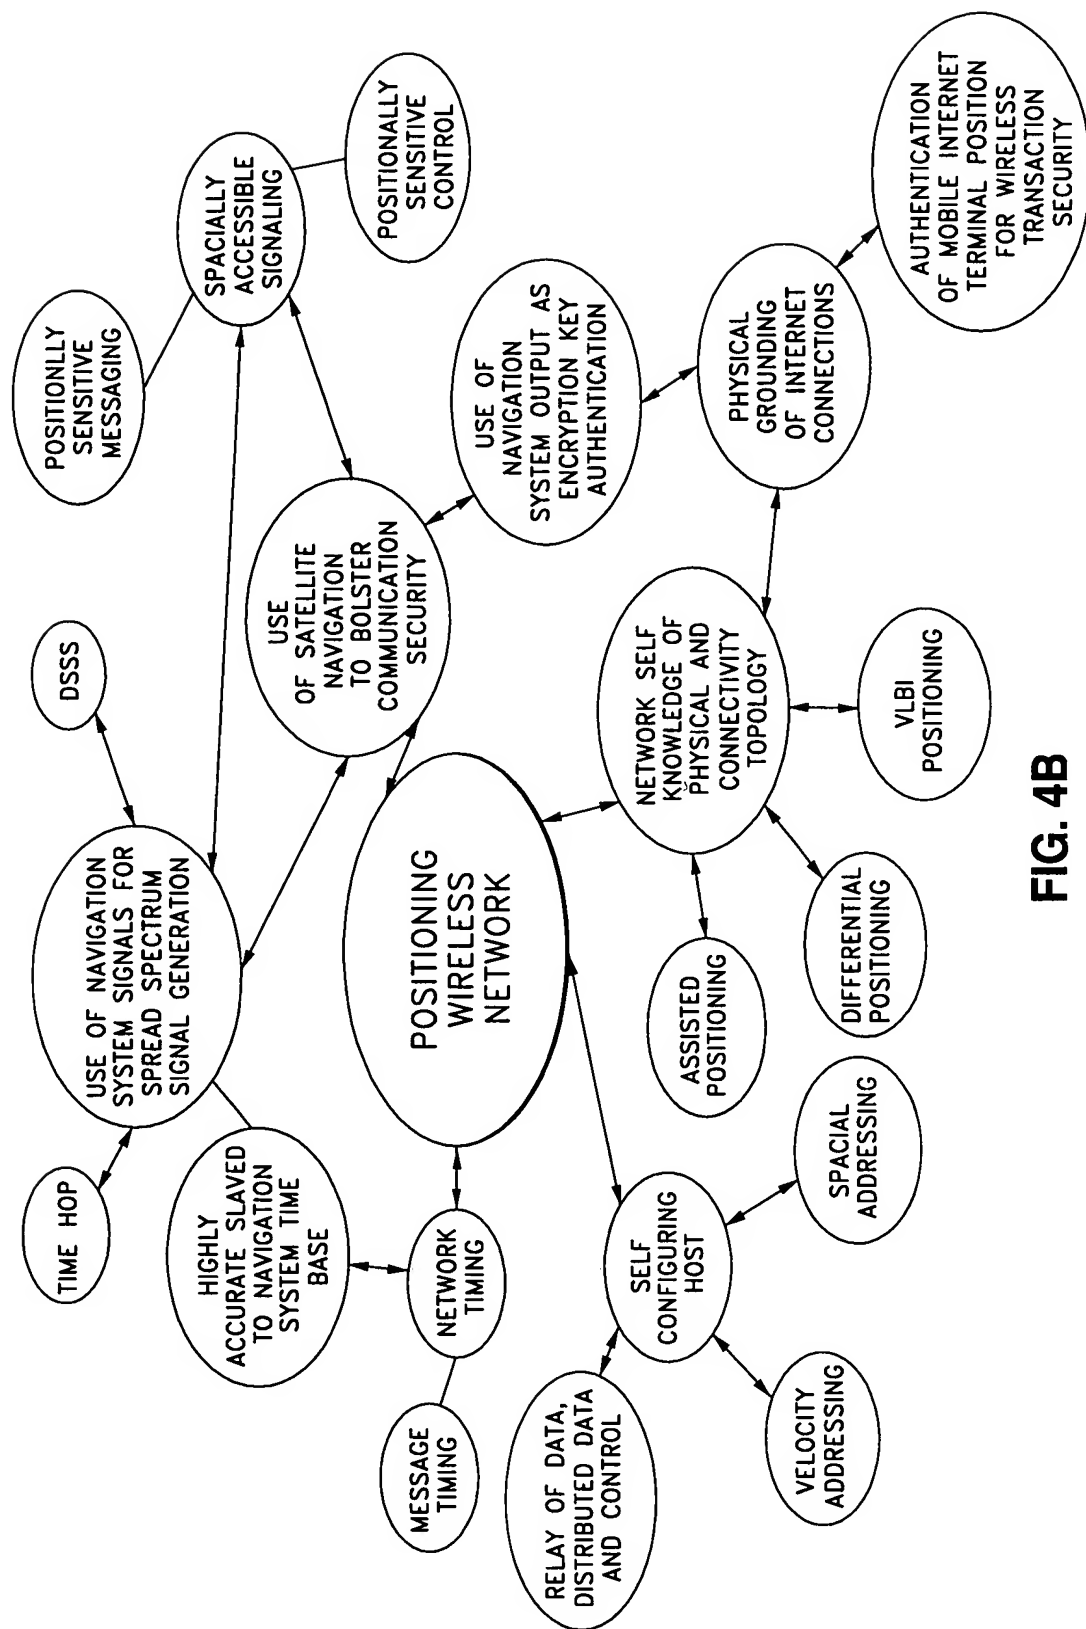 TIME HOP
DSSS
USE OF NAVIGATION
SYSTEM SIGNALS FOR
SPREAD SPECTRUM
SIGNAL GENERATION
POSITIONLLY
SENSITIVE
MESSAGING
HIGHLY
ACCURATE SLAVED
TO NAVIGATION
SYSTEM TIME
BASE
SPACIALLY
ACCESSIBLE
SIGNALING
USE
OF SATELLITE
NAVIGATION
TO BOLSTER
COMMUNICATION
SECURITY
POSITIONALLY
SENSITIVE
CONTROL
MESSAGE
TIMING
NETWORK
TIMING
POSITIONING
WIRELESS
NETWORK
USE OF
NAVIGATION
SYSTEM OUTPUT AS
ENCRYPTION KEY
AUTHENTICATION
RELAY OF DATA,
DISTRIBUTED DATA
AND CONTROL
SELF
CONFIGURING
HOST
ASSISTED
POSITIONING
NETWORK SELF
KNOWLEDGE OF
PHYSICAL AND
CONNECTIVITY
TOPOLOGY
PHYSICAL
GROUNDING
OF INTERNET
CONNECTIONS
VELOCITY
ADDRESSING
SPACIAL
ADDRESSING
DIFFERENTIAL
POSITIONING
VLBI
POSITIONING
AUTHENTICATION
OF MOBILE INTERNET
TERMINAL POSITION
FOR WIRELESS
TRANSACTION
SECURITY
FIG. 4B